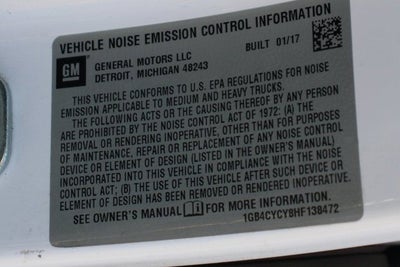 VEHICLE NOISE EMISSION CONTROL INFORMATION
GM
GENERAL MOTORS LLC
DETROIT, MICHIGAN 48243
BUILT 01/17
THIS VEHICLE CONFORMS TO U.S. EPA REGULATIONS FOR NOISE
EMISSION APPLICABLE TO MEDIUM AND HEAVY TRUCKS.
THE FOLLOWING ACTS OR THE CAUSING THEREOF BY ANY PERSON
ARE PROHIBITED BY THE NOISE CONTROL ACT OF 1972: (A) THE
REMOVAL OR RENDERING INOPERATIVE, OTHER THAN FOR PURPOSES
OF MAINTENANCE, REPAIR OR REPLACEMENT OF ANY NOISE CONTROL
DEVICE OR ELEMENT OF DESIGN (LISTED IN THE OWNER'S MANUAL)
INCORPORATED INTO THIS VEHICLE IN COMPLIANCE WITH THE NOISE
CONTROL ACT; (B) THE USE OF THIS VEHICLE AFTER SUCH DEVICE OR
ELEMENT OF DESIGN HAS BEEN REMOVED OR RENDERED INOPERATIVE.
SEE OWNER'S MANUAL FOR MORE INFORMATION
1GB4CYCY8HF138472